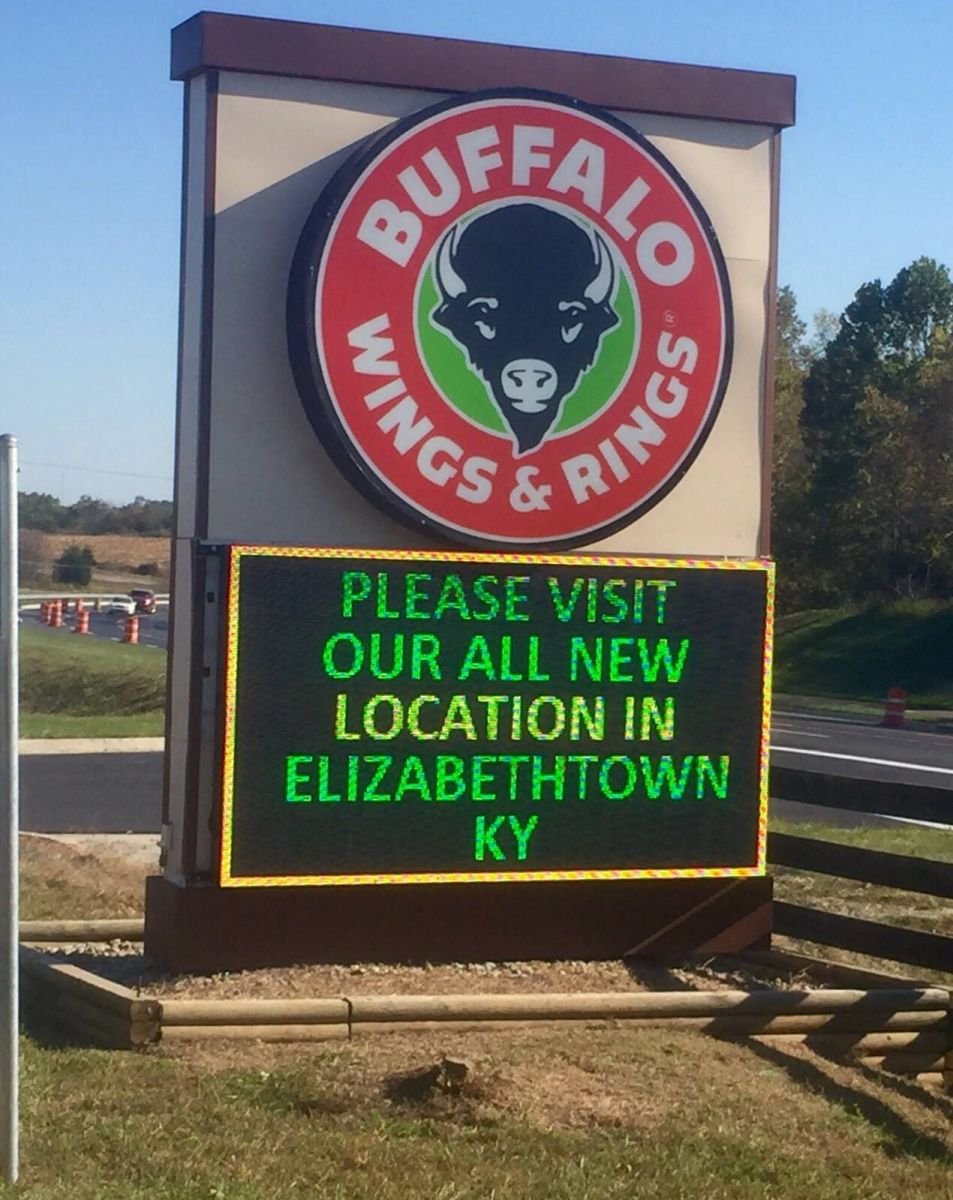 BUFFALO
WINGS & RINGS®
PLEASE VISIT
OUR ALL NEW
LOCATION IN
ELIZABETHTOWN
KY